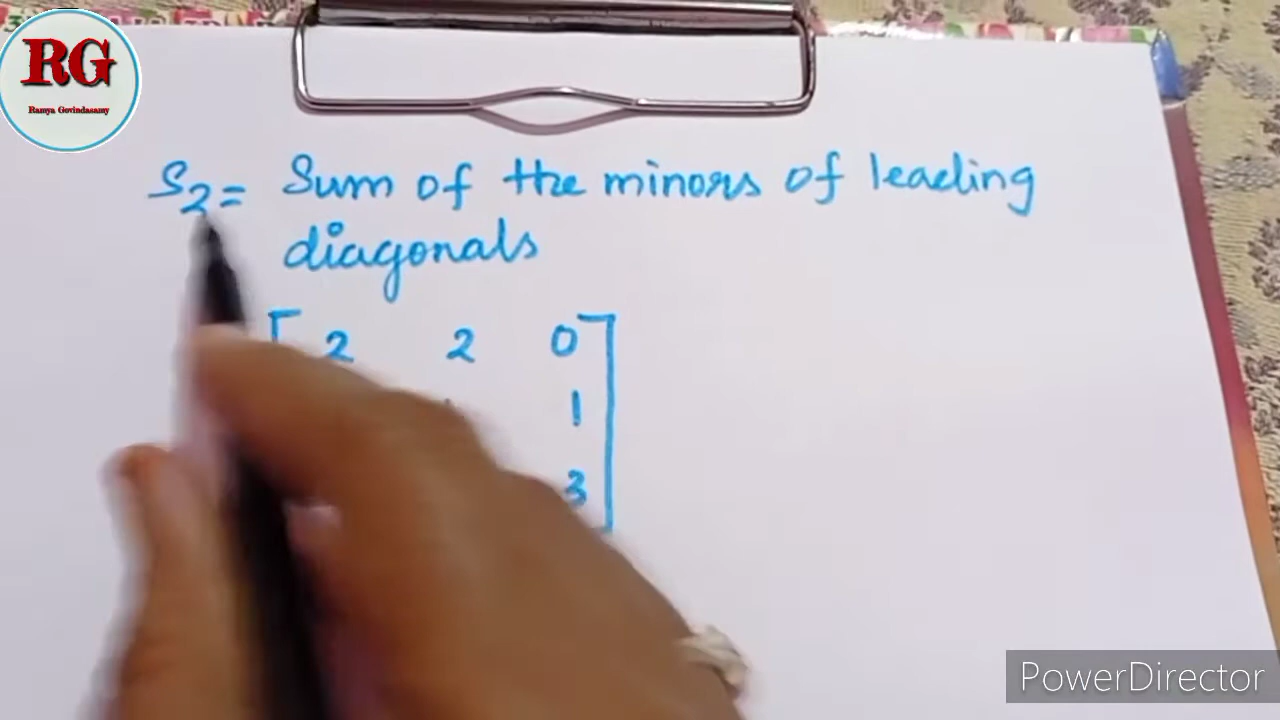 RG
Ramya Govindasamy
S2 = Sum of the minors of leading
diagonals
2 2 0
1
3
PowerDirector